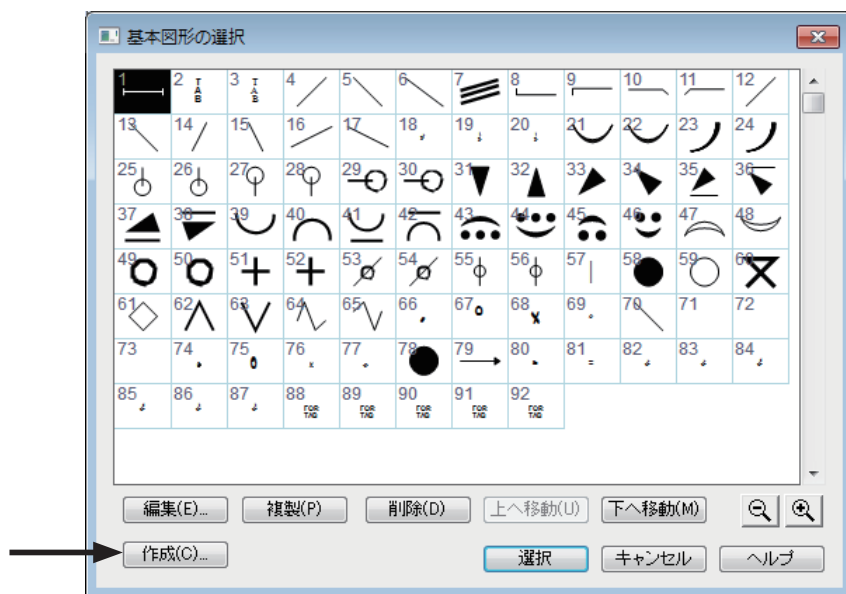 基本図形の選択
1 2 TAB 3 TAB 4 5 6 7 8 9 10 11 12
13 14 15 16 17 18 19 20 21 22 23 24
25 26 27 28 29 30 31 32 33 34 35 36
37 38 39 40 41 42 43 44 45 46 47 48
49 50 51 52 53 54 55 56 57 58 59 60
61 62 63 64 65 66 67 68 69 70 71 72
73 74 75 76 77 78 79 80 81 82 83 84
85 86 87 88 89 90 91 92
編集(E)... 複製(P) 削除(D) 上へ移動(U) 下へ移動(M)
作成(C)... 選択 キャンセル ヘルプ